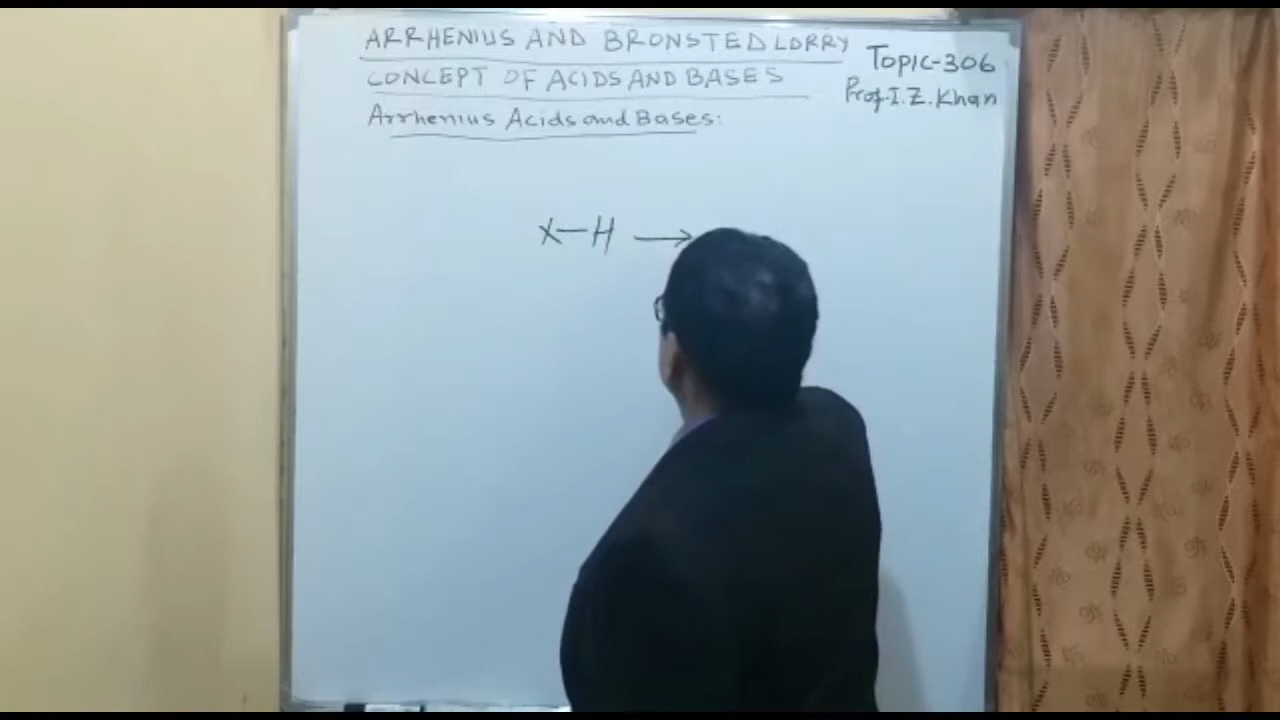 ARRHENIUS AND BRONSTED LORRY
CONCEPT OF ACIDS AND BASES
TOPIC-306
Prof. I. Z. Khan
Arrhenius Acids and Bases:
X—H →